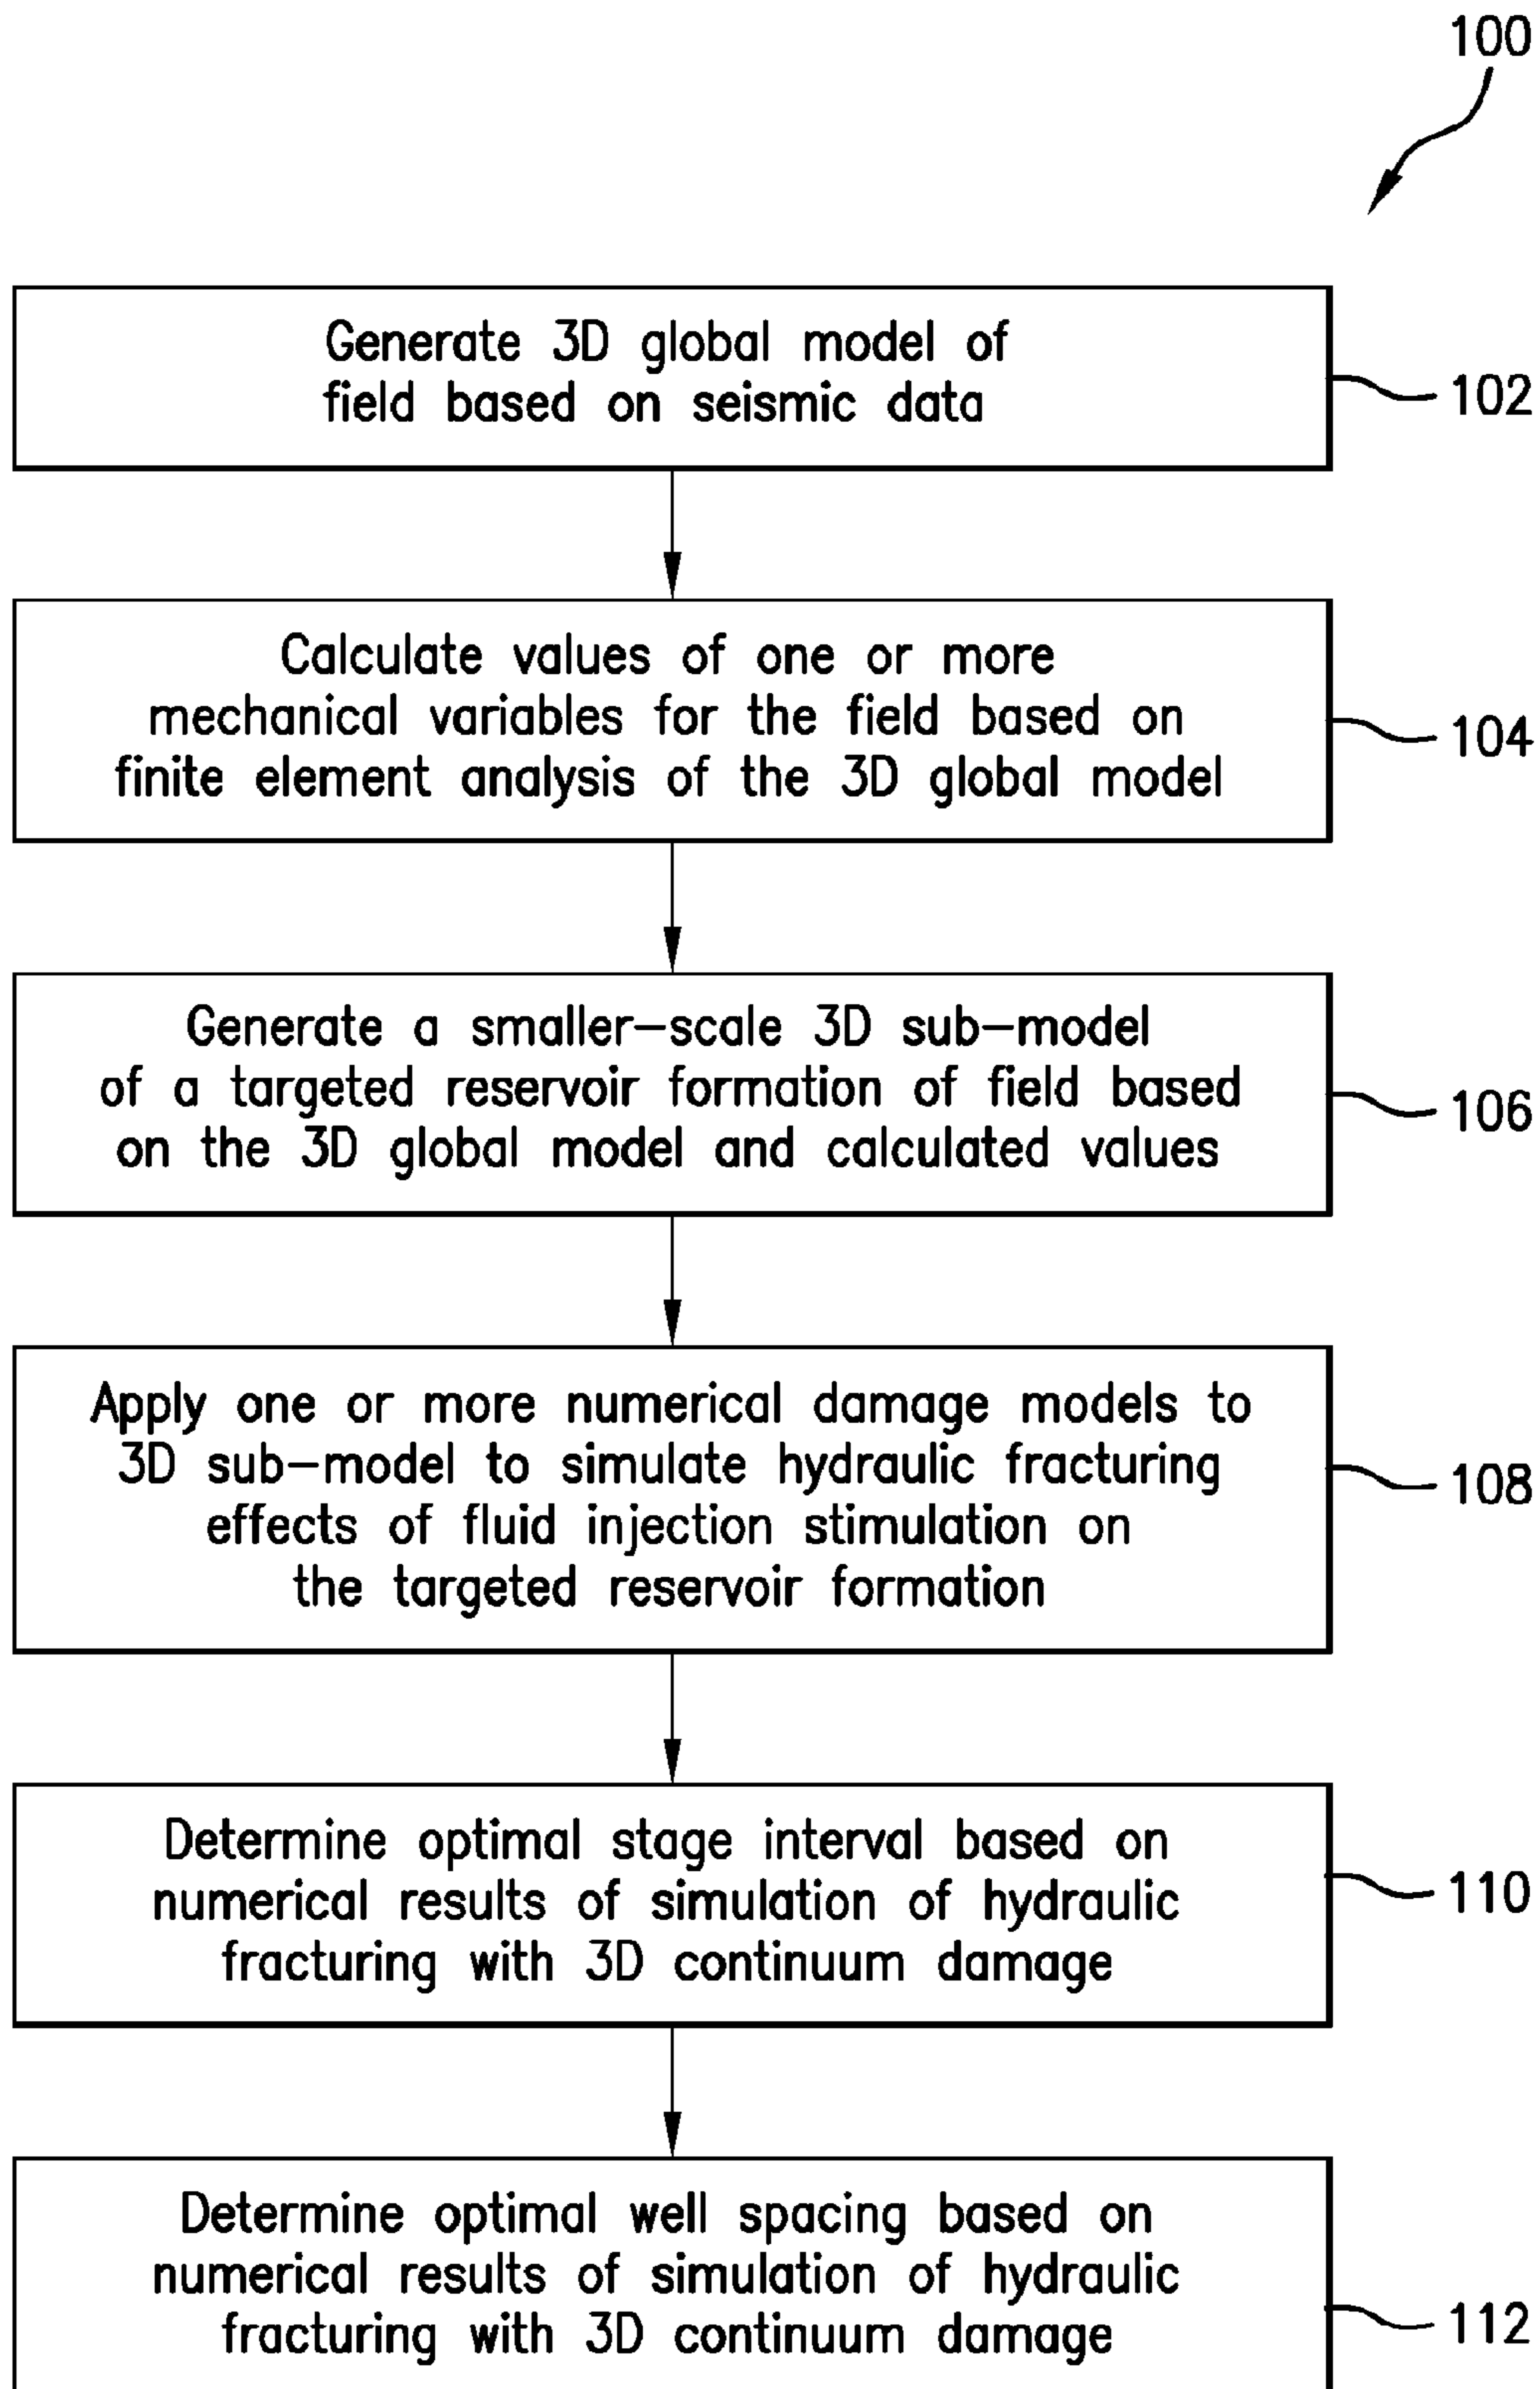 100
Generate 3D global model of
field based on seismic data
102
Calculate values of one or more
mechanical variables for the field based on
finite element analysis of the 3D global model
104
Generate a smaller-scale 3D sub-model
of a targeted reservoir formation of field based
on the 3D global model and calculated values
106
Apply one or more numerical damage models to
3D sub-model to simulate hydraulic fracturing
effects of fluid injection stimulation on
the targeted reservoir formation
108
Determine optimal stage interval based on
numerical results of simulation of hydraulic
fracturing with 3D continuum damage
110
Determine optimal well spacing based on
numerical results of simulation of hydraulic
fracturing with 3D continuum damage
112